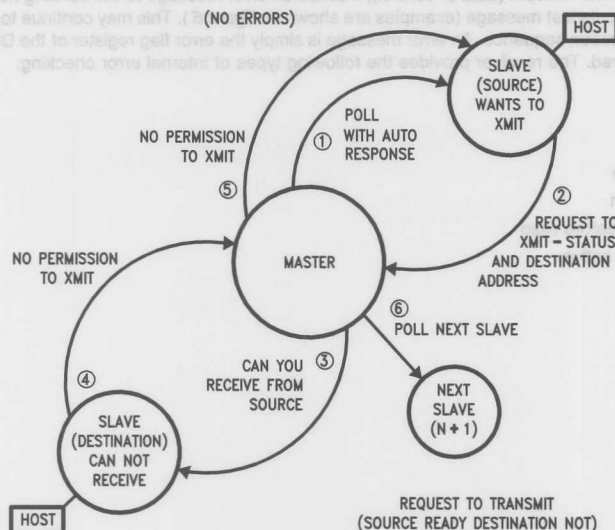 (NO ERRORS)
HOST
SLAVE
(SOURCE)
WANTS TO
XMIT
①
POLL
WITH AUTO
RESPONSE
NO PERMISSION
TO XMIT
⑤
②
REQUEST TO
XMIT-STATUS
AND DESTINATION
ADDRESS
MASTER
NO PERMISSION
TO XMIT
⑥
POLL NEXT SLAVE
③
CAN YOU
RECEIVE FROM
SOURCE
④
SLAVE
(DESTINATION)
CAN NOT
RECEIVE
NEXT
SLAVE
(N+1)
HOST
REQUEST TO TRANSMIT
(SOURCE READY DESTINATION NOT)